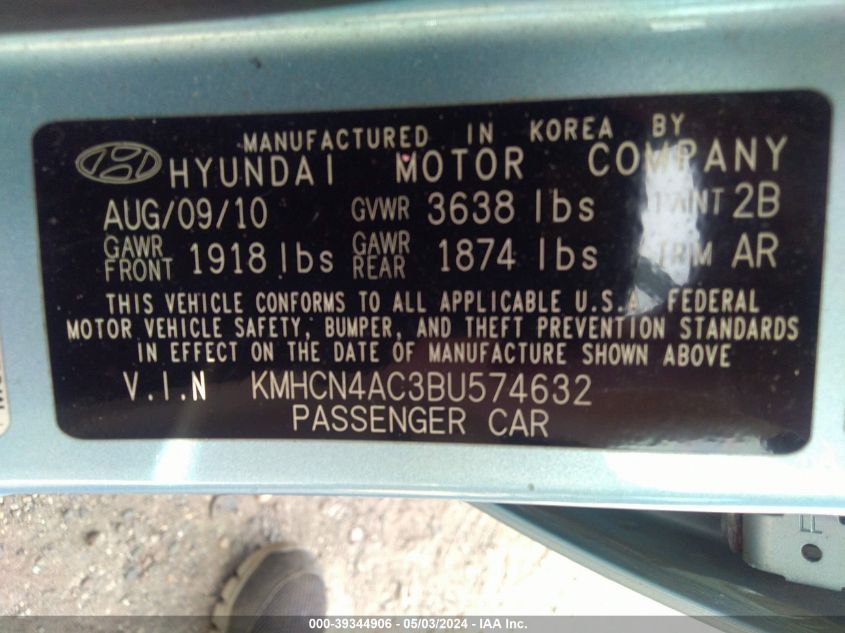 MANUFACTURED IN KOREA BY
HYUNDAI MOTOR COMPANY
AUG/09/10 GVWR 3638 lbs PAINT 2B
GAWR FRONT 1918 lbs GAWR REAR 1874 lbs TRIM AR
THIS VEHICLE CONFORMS TO ALL APPLICABLE U.S.A. FEDERAL
MOTOR VEHICLE SAFETY, BUMPER, AND THEFT PREVENTION STANDARDS
IN EFFECT ON THE DATE OF MANUFACTURE SHOWN ABOVE
V.I.N KMHCN4AC3BU574632
PASSENGER CAR
000-39344906 - 05/03/2024 - IAA Inc.